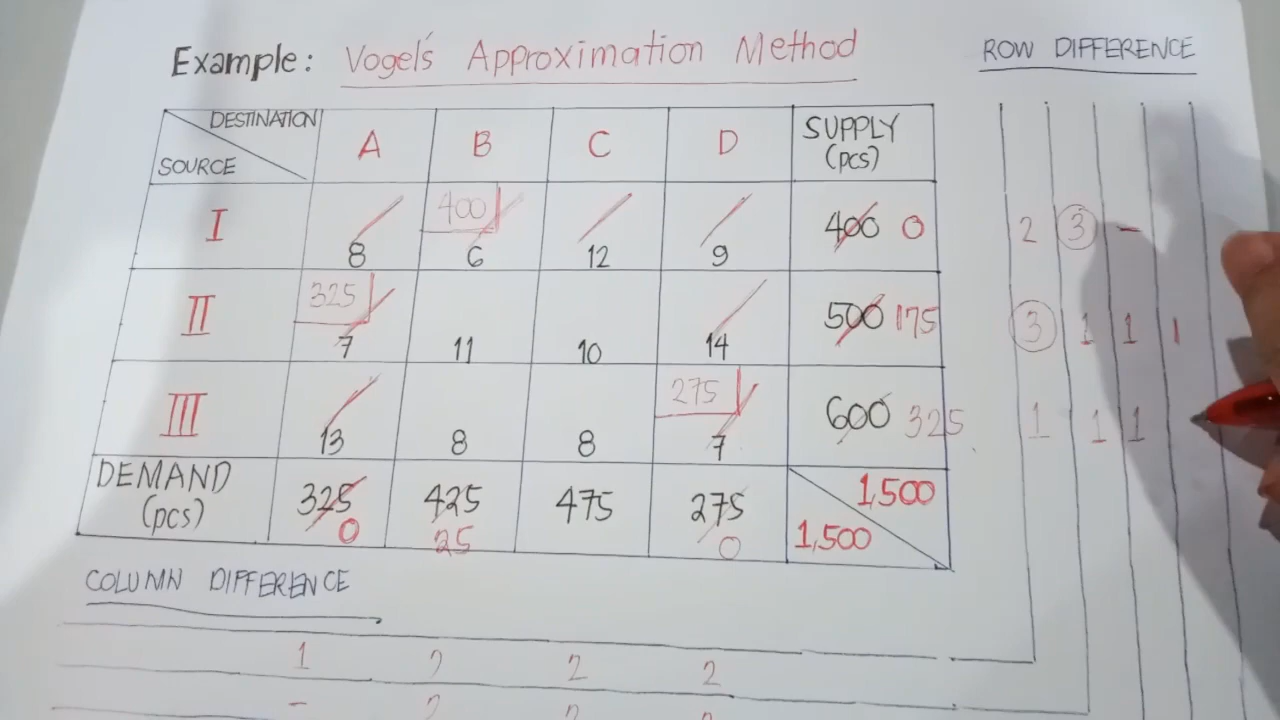 Example: Vogel's Approximation Method
ROW DIFFERENCE
DESTINATION
SOURCE
A B C D SUPPLY (pcs)
I 400 400 0 2 3 -
8 6 12 9
II 325 500 175 3 1 1 1
7 11 10 14
III 275 600 325 1 1 1
13 8 8 7
DEMAND (pcs) 325 425 475 275 1,500
0 25 0 1,500
COLUMN DIFFERENCE
1 2 2 2
- 2 2 2